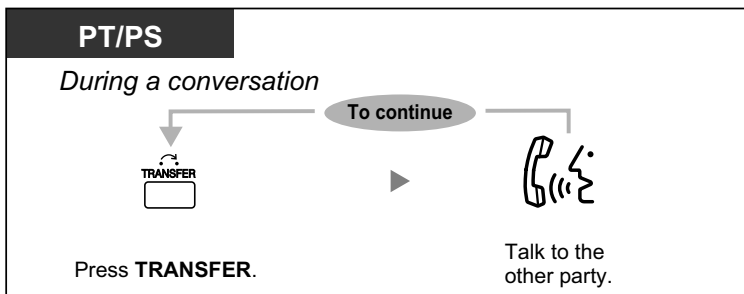 PT/PS
During a conversation
To continue
TRANSFER
Press TRANSFER.
Talk to the
other party.